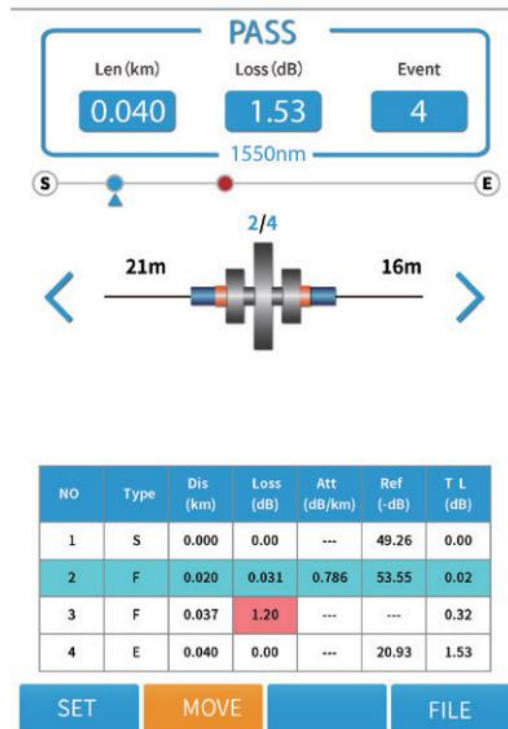 PASS
Len(km) Loss(dB) Event
0.040 1.53 4
1550nm
S E
2/4
21m 16m
NO Type Dis (km) Loss (dB) Att (dB/km) Ref (-dB) T L (dB)
1 S 0.000 0.00 --- 49.26 0.00
2 F 0.020 0.031 0.786 53.55 0.02
3 F 0.037 1.20 --- --- 0.32
4 E 0.040 0.00 --- 20.93 1.53
SET MOVE FILE